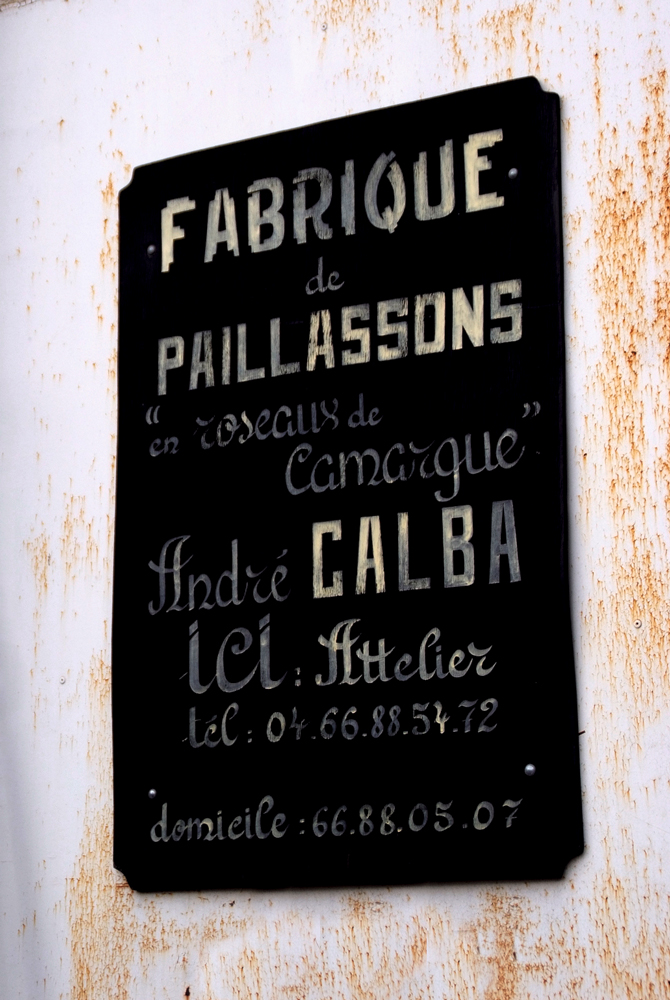 FABRIQUE
de
PAILLASSONS
“en roseaux de
Camargue”
André CALBA
ici : Attelier
tél : 04.66.88.54.72
domicile : 66.88.05.07